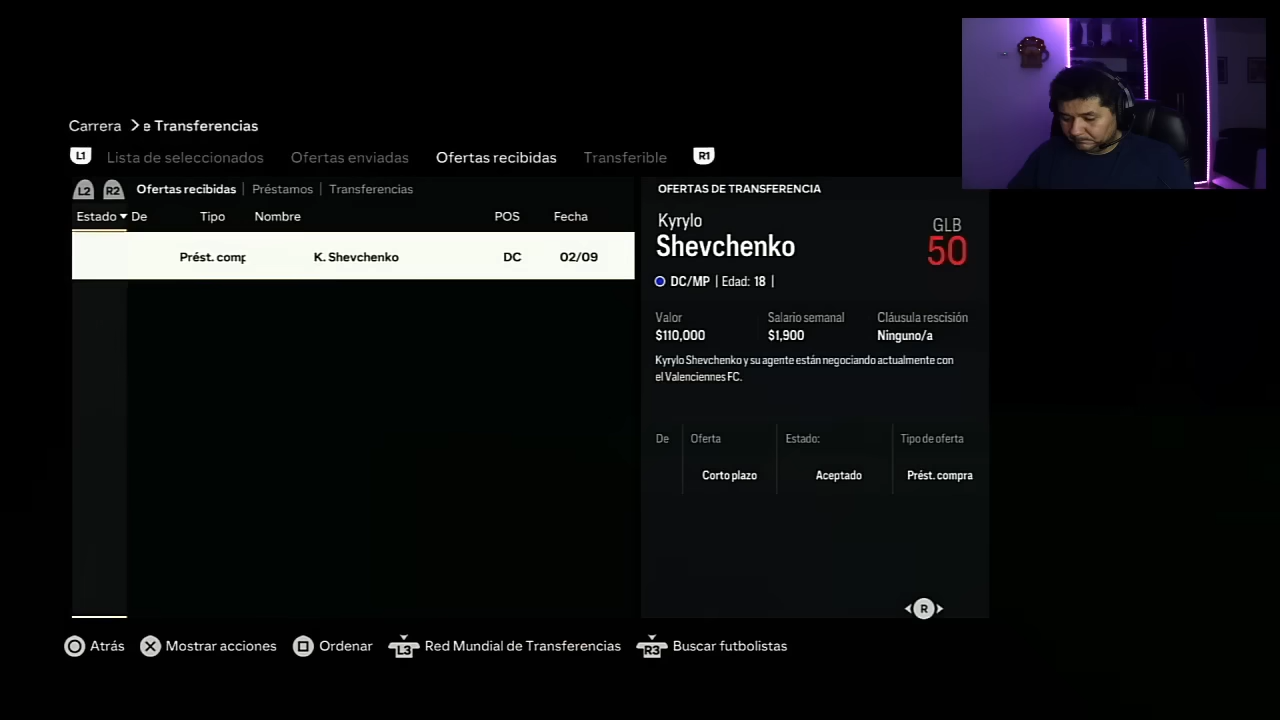 Carrera > e Transferencias
L1 Lista de seleccionados Ofertas enviadas Ofertas recibidas Transferible R1
L2 R2 Ofertas recibidas | Préstamos | Transferencias
Estado De Tipo Nombre POS Fecha
Prést. comp K. Shevchenko DC 02/09
OFERTAS DE TRANSFERENCIA
Kyrylo
Shevchenko
GLB
50
DC/MP | Edad: 18 |
Valor Salario semanal Cláusula rescisión
$110,000 $1,900 Ninguno/a
Kyrylo Shevchenko y su agente están negociando actualmente con
el Valenciennes FC.
De Oferta Estado: Tipo de oferta
Corto plazo Aceptado Prést. compra
R
Atrás Mostrar acciones Ordenar L3 Red Mundial de Transferencias R3 Buscar futbolistas